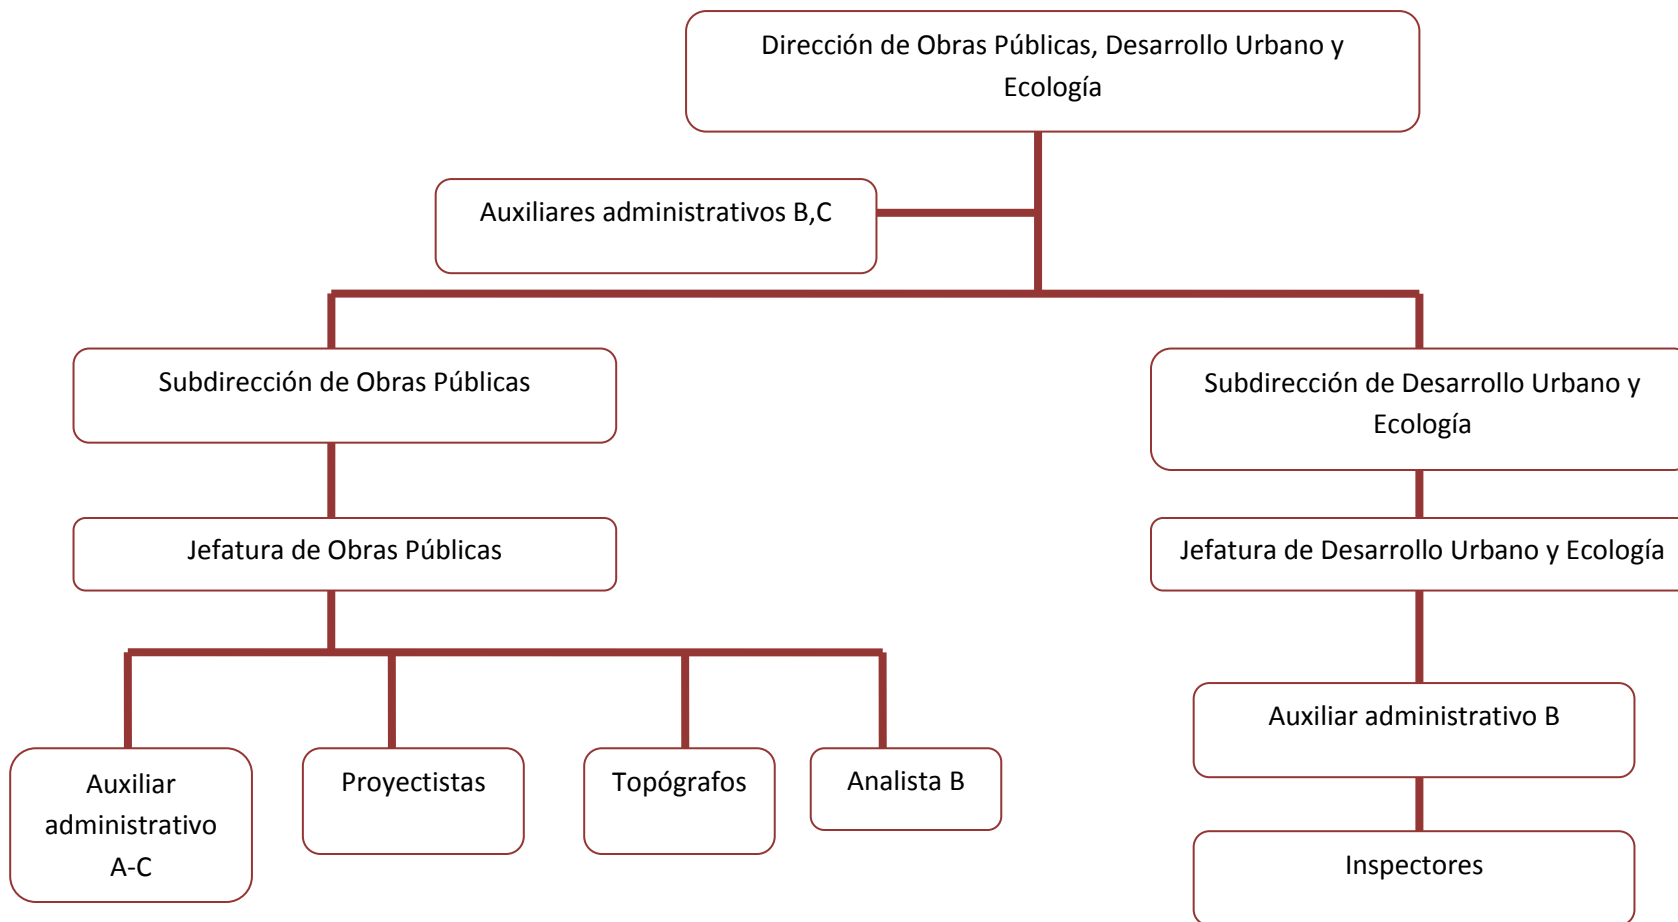 Dirección de Obras Públicas, Desarrollo Urbano y
Ecología
Auxiliares administrativos B,C
Subdirección de Obras Públicas
Subdirección de Desarrollo Urbano y
Ecología
Jefatura de Obras Públicas
Jefatura de Desarrollo Urbano y Ecología
Auxiliar administrativo B
Auxiliar
administrativo
A-C
Proyectistas
Topógrafos
Analista B
Inspectores